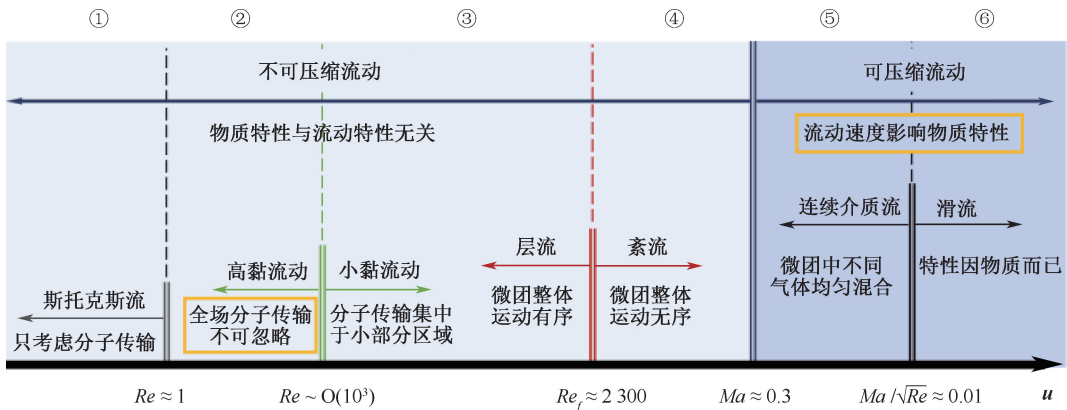 ① ② ③ ④ ⑤ ⑥
不可压缩流动
可压缩流动
物质特性与流动特性无关
流动速度影响物质特性
连续介质流
滑流
微团中不同
气体均匀混合
特性因物质而已
层流
紊流
微团整体
运动有序
微团整体
运动无序
高黏流动
小黏流动
全场分子传输
不可忽略
分子传输集中
于小部分区域
斯托克斯流
只考虑分子传输
Re ≈ 1
Re ~ O(10³)
Re_f ≈ 2 300
Ma ≈ 0.3
Ma /√Re ≈ 0.01
u